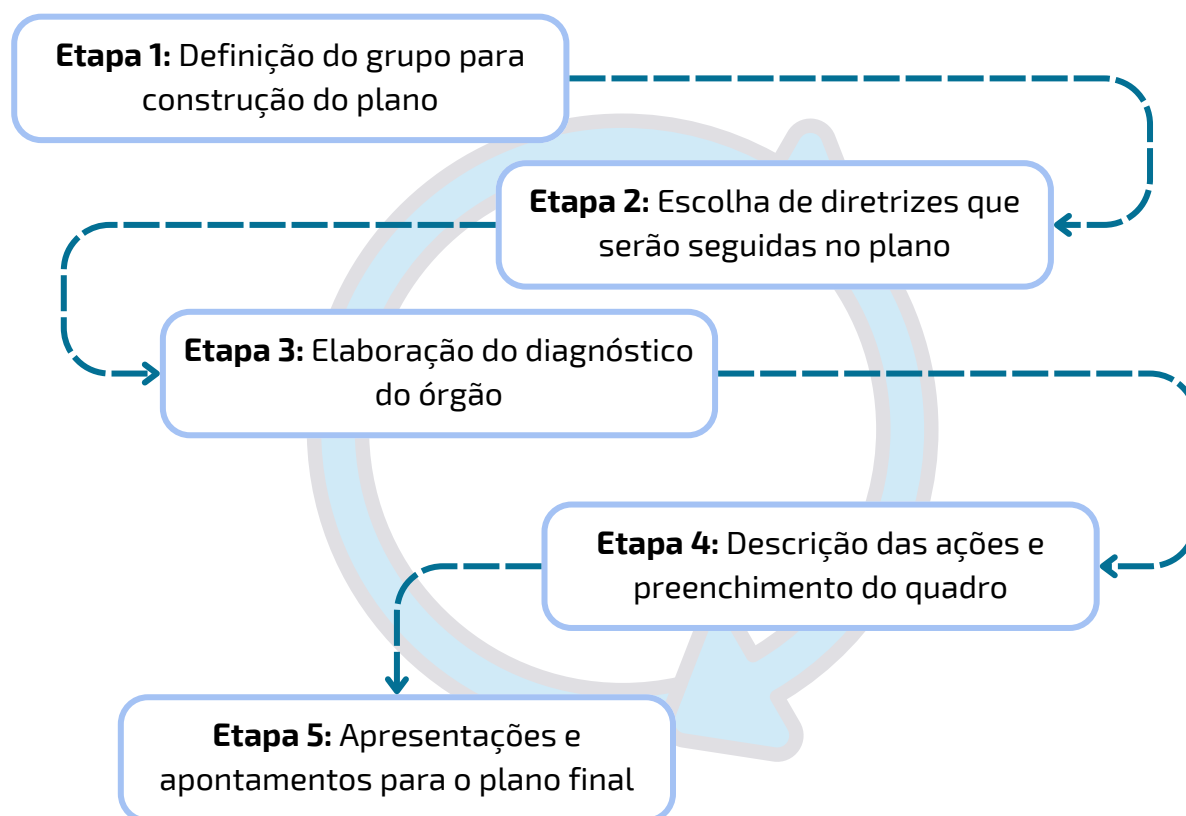 Etapa 1: Definição do grupo para
construção do plano
Etapa 2: Escolha de diretrizes que
serão seguidas no plano
Etapa 3: Elaboração do diagnóstico
do órgão
Etapa 4: Descrição das ações e
preenchimento do quadro
Etapa 5: Apresentações e
apontamentos para o plano final